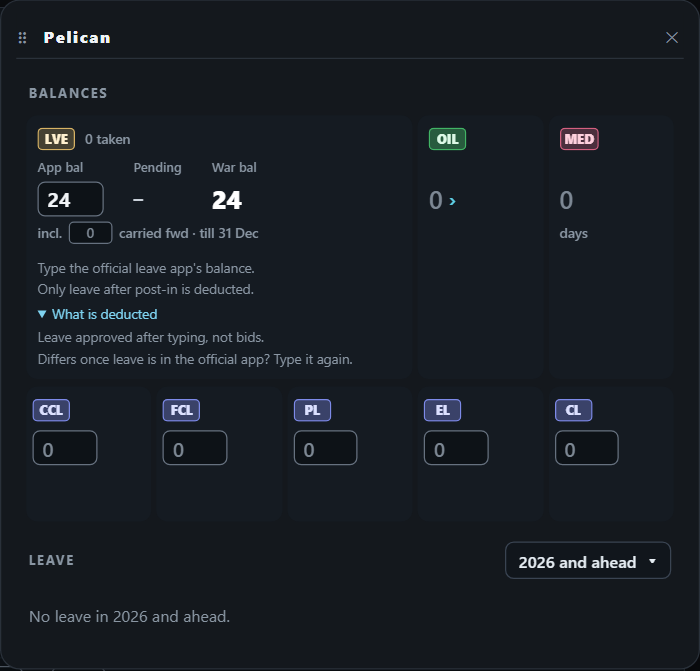 Pelican
BALANCES
LVE 0 taken
App bal Pending War bal
24 – 24
incl. 0 carried fwd · till 31 Dec
Type the official leave app's balance.
Only leave after post-in is deducted.
▼ What is deducted
Leave approved after typing, not bids.
Differs once leave is in the official app? Type it again.
OIL
0 ›
MED
0
days
CCL FCL PL EL CL
0 0 0 0 0
LEAVE 2026 and ahead
No leave in 2026 and ahead.